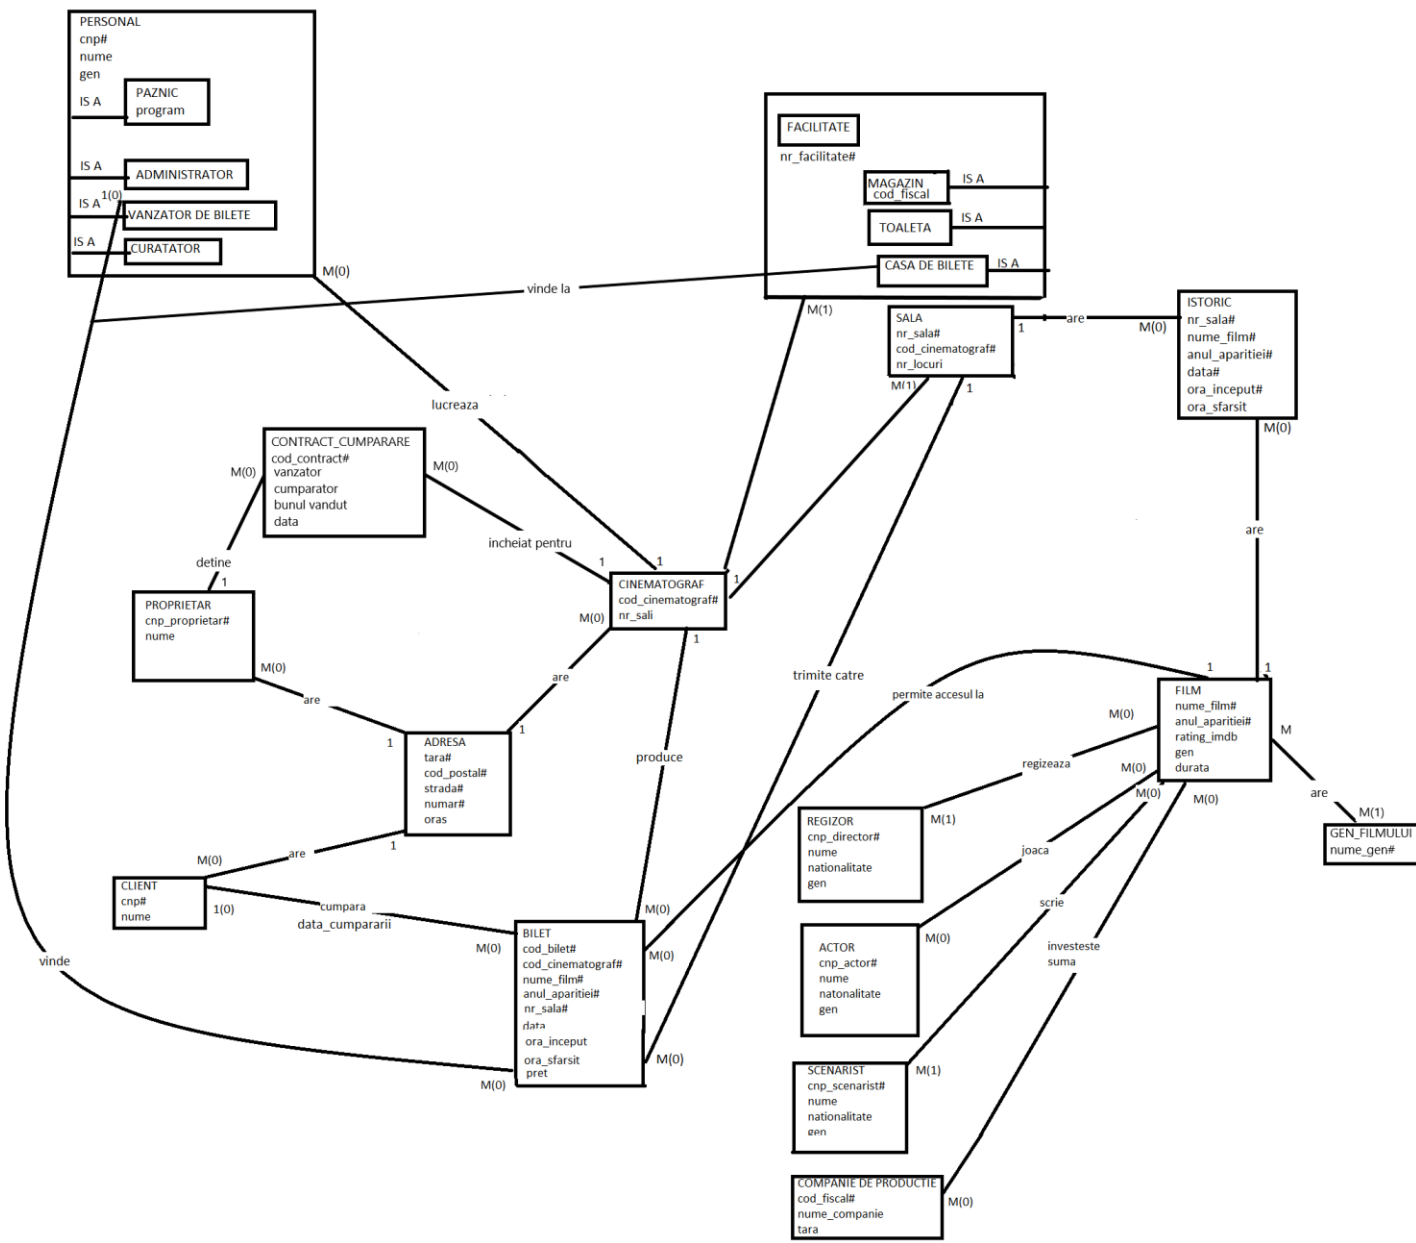 PERSONAL
cnp#
nume
gen
IS A
PAZNIC
program
IS A
ADMINISTRATOR
IS A
1(0)
VANZATOR DE BILETE
IS A
CURATATOR
M(0)
FACILITATE
nr_facilitate#
MAGAZIN
cod_fiscal
IS A
TOALETA
IS A
CASA DE BILETE
IS A
vinde la
M(1)
SALA
nr_sala#
cod_cinematograf#
nr_locuri
1
are
M(0)
ISTORIC
nr_sala#
nume_film#
anul_aparitiei#
data#
ora_inceput#
ora_sfarsit
M(1)
1
M(0)
lucreaza
CONTRACT_CUMPARARE
cod_contract#
vanzator
cumparator
bunul vandut
data
M(0)
M(0)
incheiat pentru
detine
1
1
1
1
are
PROPRIETAR
cnp_proprietar#
nume
M(0)
CINEMATOGRAF
cod_cinematograf#
nr_sali
M(0)
1
are
are
trimite catre
permite accesul la
1
1
FILM
nume_film#
anul_aparitiei#
rating_imdb
gen
durata
M(0)
M
1
1
ADRESA
tara#
cod_postal#
strada#
numar#
oras
produce
regizeaza
M(0)
M(0)
M(0)
are
M(1)
GEN_FILMULUI
nume_gen#
REGIZOR
cnp_director#
nume
nationalitate
gen
M(1)
joaca
1
are
M(0)
CLIENT
cnp#
nume
1(0)
cumpara
data_cumpararii
M(0)
M(0)
M(0)
BILET
cod_bilet#
cod_cinematograf#
nume_film#
anul_aparitiei#
nr_sala#
data
ora_inceput
ora_sfarsit
pret
vinde
M(0)
M(0)
scrie
ACTOR
cnp_actor#
nume
natonalitate
gen
M(0)
investeste
suma
SCENARIST
cnp_scenarist#
nume
nationalitate
gen
M(1)
COMPANIE DE PRODUCTIE
cod_fiscal#
nume_companie
tara
M(0)